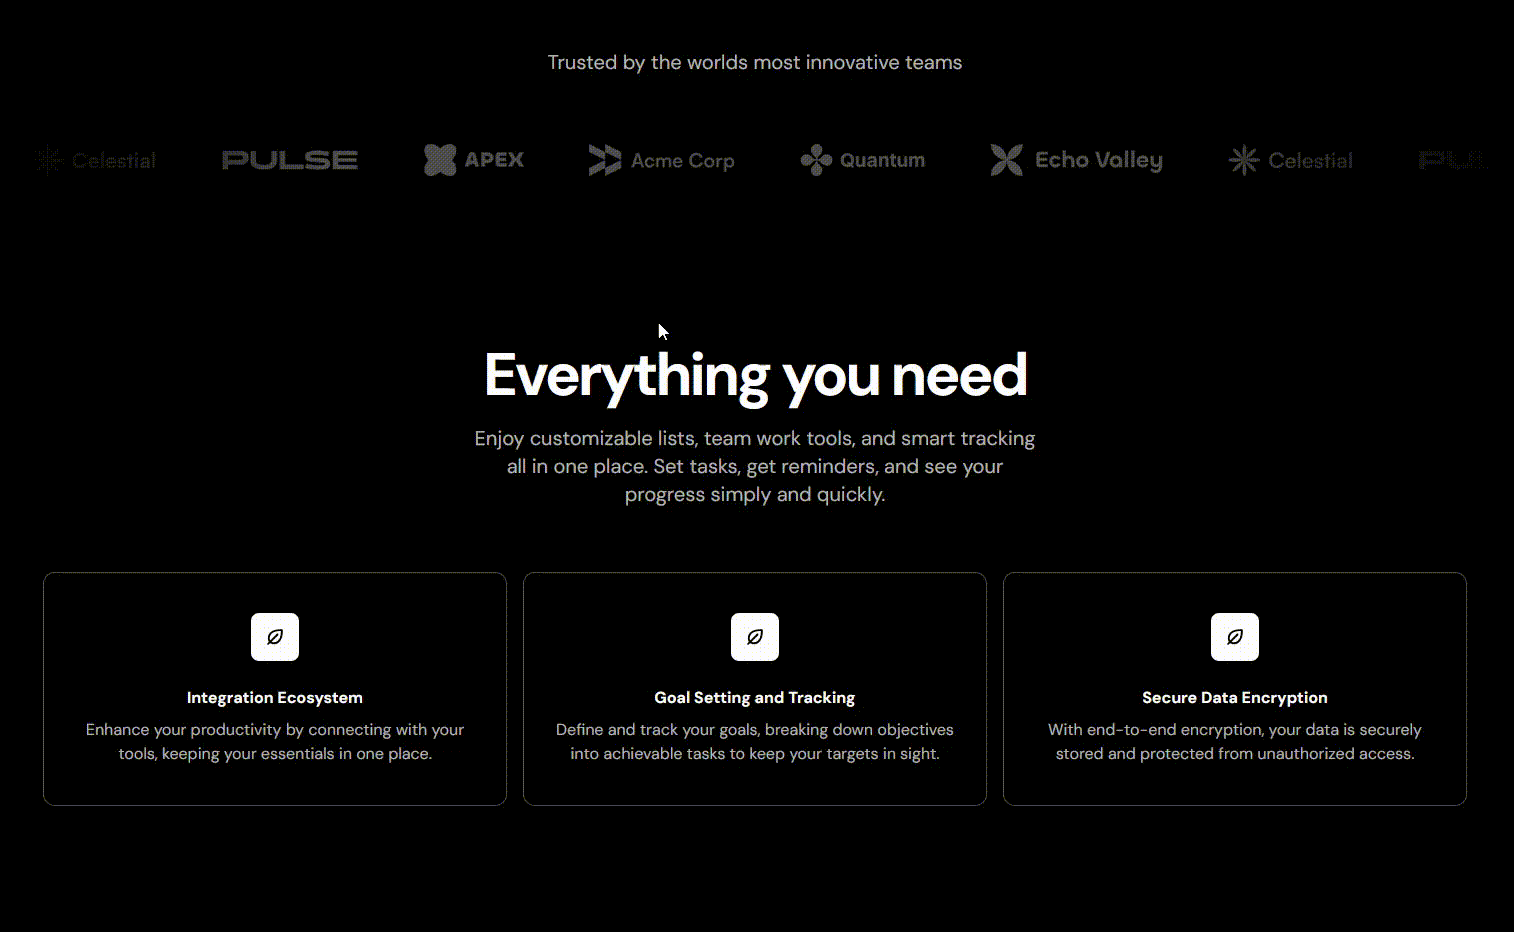 Trusted by the worlds most innovative teams
Celestial PULSE APEX Acme Corp Quantum Echo Valley Celestial
Everything you need
Enjoy customizable lists, team work tools, and smart tracking
all in one place. Set tasks, get reminders, and see your
progress simply and quickly.
Integration Ecosystem
Enhance your productivity by connecting with your
tools, keeping your essentials in one place.
Goal Setting and Tracking
Define and track your goals, breaking down objectives
into achievable tasks to keep your targets in sight.
Secure Data Encryption
With end-to-end encryption, your data is securely
stored and protected from unauthorized access.